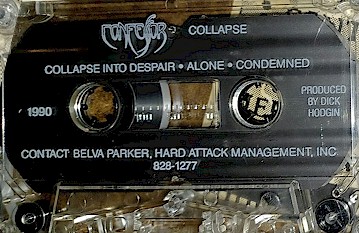 CONFESSOR COLLAPSE
COLLAPSE INTO DESPAIR • ALONE • CONDEMNED
1990
PRODUCED
BY DICK
HODGIN
CONTACT BELVA PARKER, HARD ATTACK MANAGEMENT, INC
828-1277